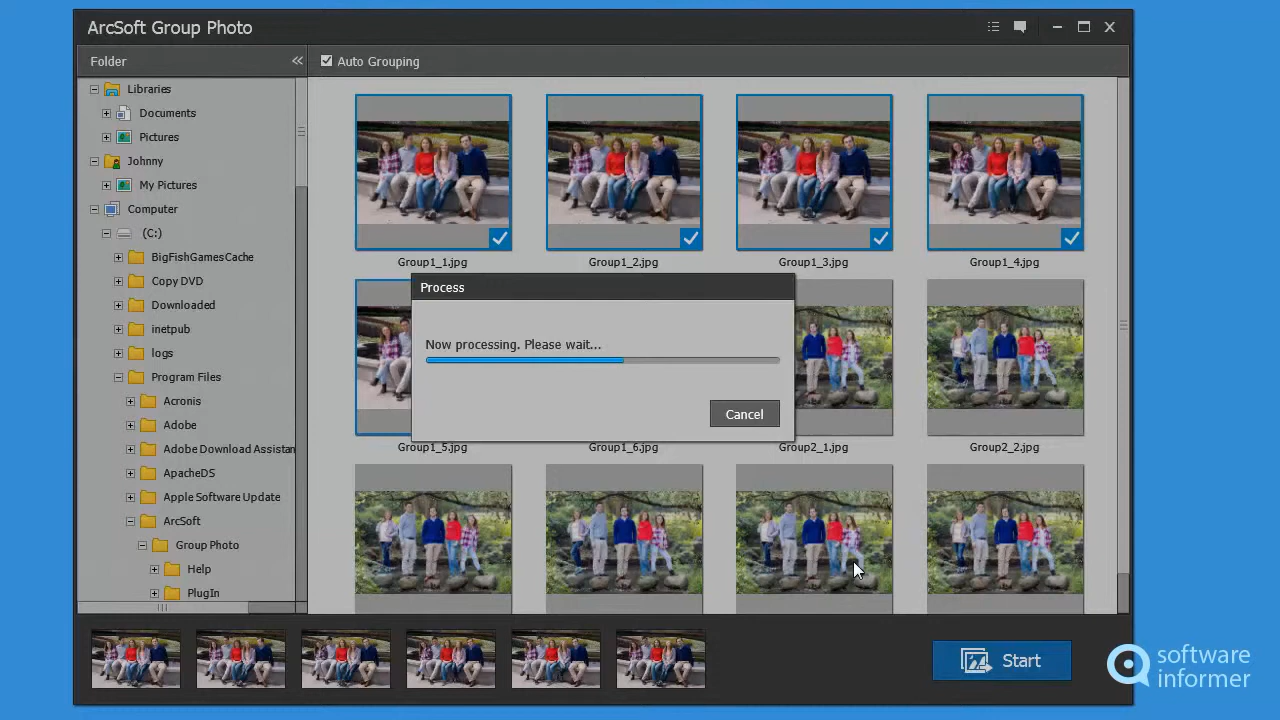 ArcSoft Group Photo
Folder
Auto Grouping
Libraries
Documents
Pictures
Johnny
My Pictures
Computer
(C:)
BigFishGamesCache
Copy DVD
Downloaded
inetpub
logs
Program Files
Acronis
Adobe
Adobe Download Assistan
ApacheDS
Apple Software Update
ArcSoft
Group Photo
Help
PlugIn
Group1_1.jpg
Group1_2.jpg
Group1_3.jpg
Group1_4.jpg
Process
Now processing. Please wait...
Cancel
Group1_5.jpg
Group1_6.jpg
Group2_1.jpg
Group2_2.jpg
Start
software
informer